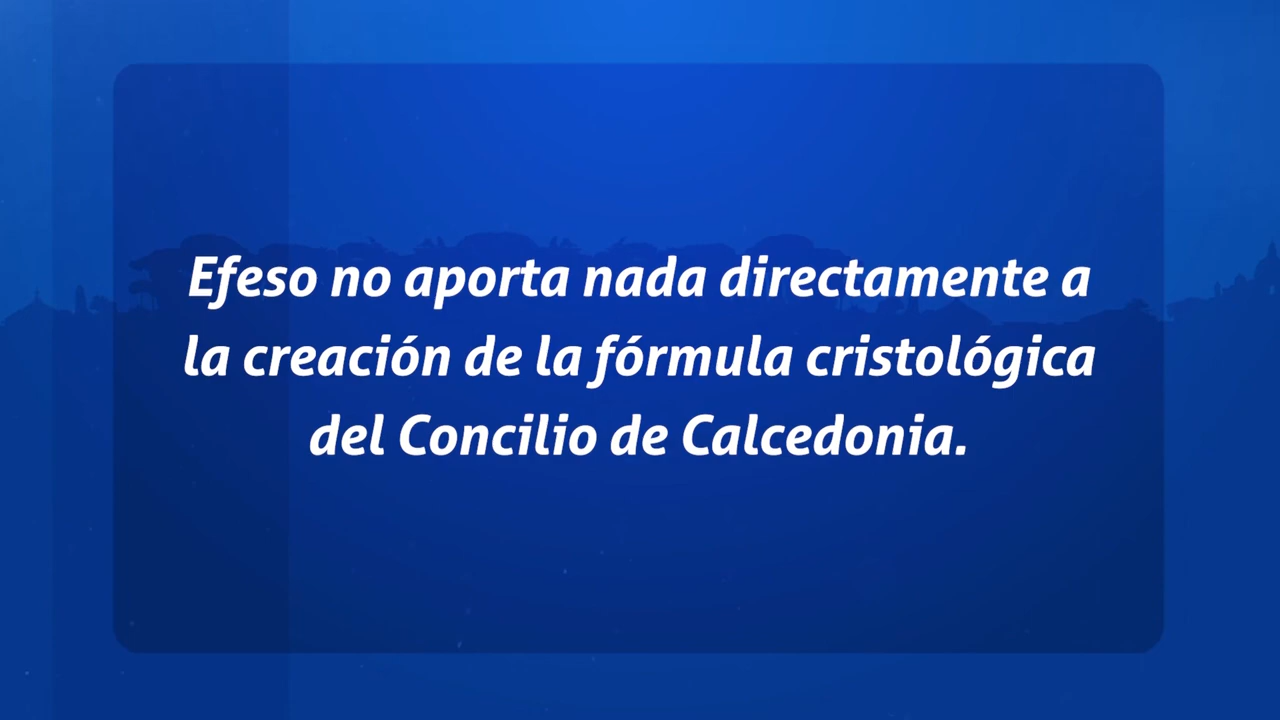 Efeso no aporta nada directamente a
la creación de la fórmula cristológica
del Concilio de Calcedonia.